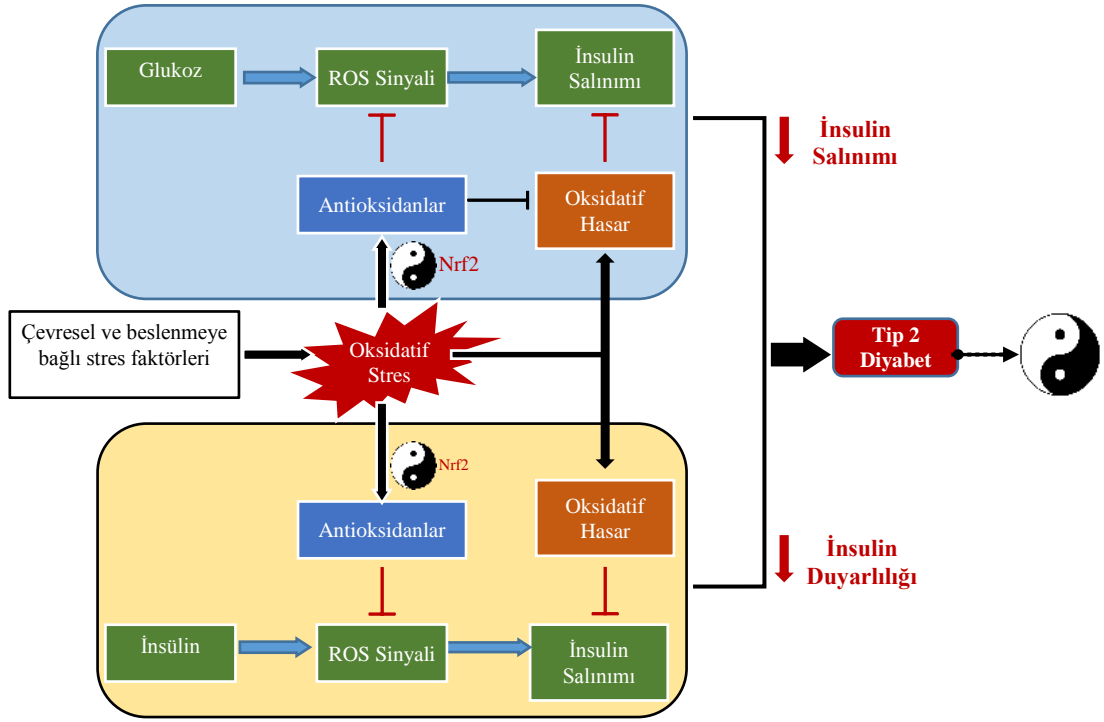 Glukoz
ROS Sinyali
İnsulin
Salınımı
Antioksidanlar
Oksidatif
Hasar
Nrf2
İnsulin
Salınımı
Çevresel ve beslenmeye
bağlı stres faktörleri
Oksidatif
Stres
Tip 2
Diyabet
Nrf2
Antioksidanlar
Oksidatif
Hasar
İnsulin
Duyarlılığı
İnsülin
ROS Sinyali
İnsulin
Salınımı